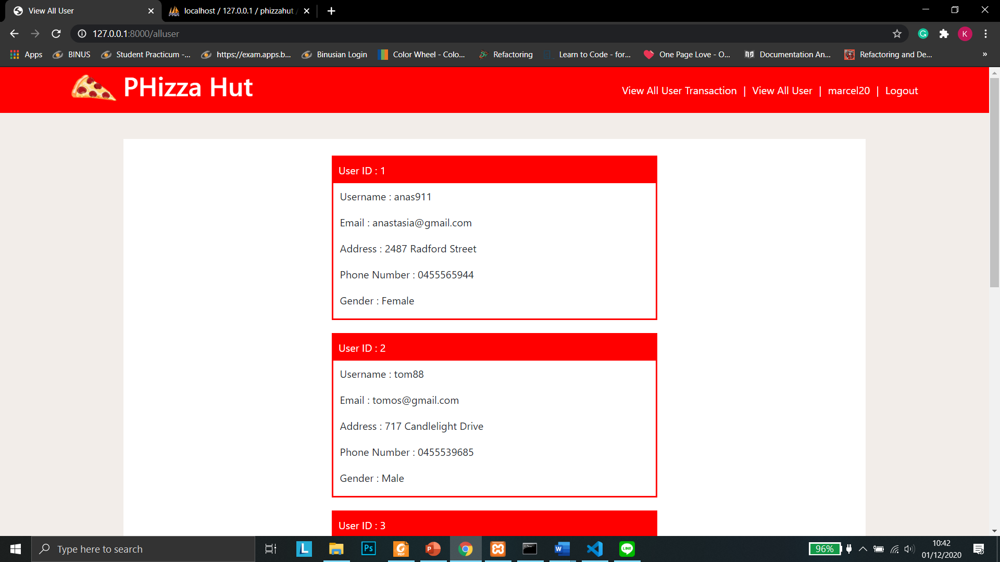 View All User
localhost / 127.0.0.1 / phizzahut
127.0.0.1:8000/alluser
K
Apps
BINUS
Student Practicum -...
https://exam.apps.b...
Binusian Login
Color Wheel - Colo...
Refactoring
Learn to Code - for...
One Page Love - O...
Documentation An...
Refactoring and De...
»
PHizza Hut
View All User Transaction | View All User | marcel20 | Logout
User ID : 1
Username : anas911
Email : anastasia@gmail.com
Address : 2487 Radford Street
Phone Number : 0455565944
Gender : Female
User ID : 2
Username : tom88
Email : tomos@gmail.com
Address : 717 Candlelight Drive
Phone Number : 0455539685
Gender : Male
User ID : 3
Type here to search
96%
10:42
01/12/2020